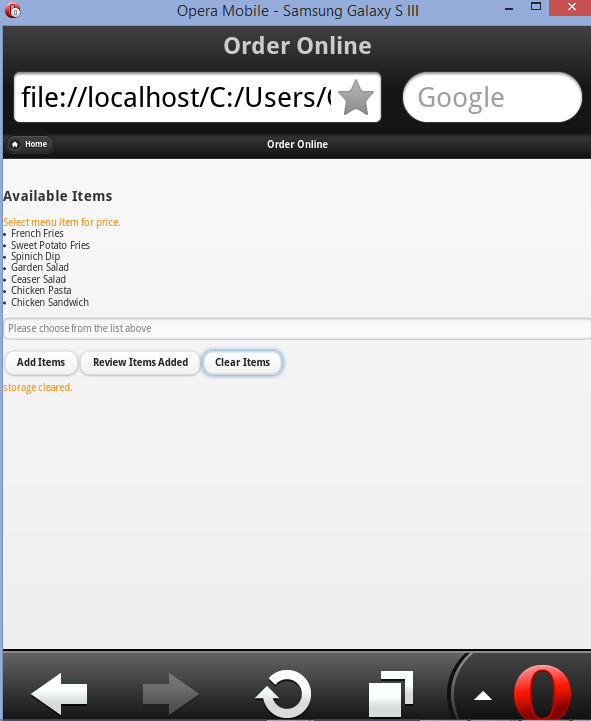 Opera Mobile - Samsung Galaxy S III
Order Online
file://localhost/C:/Users/
Google
Home
Order Online
Available Items
Select menu item for price.
• French Fries
• Sweet Potato Fries
• Spinich Dip
• Garden Salad
• Ceaser Salad
• Chicken Pasta
• Chicken Sandwich
Please choose from the list above
Add Items
Review Items Added
Clear Items
storage cleared.